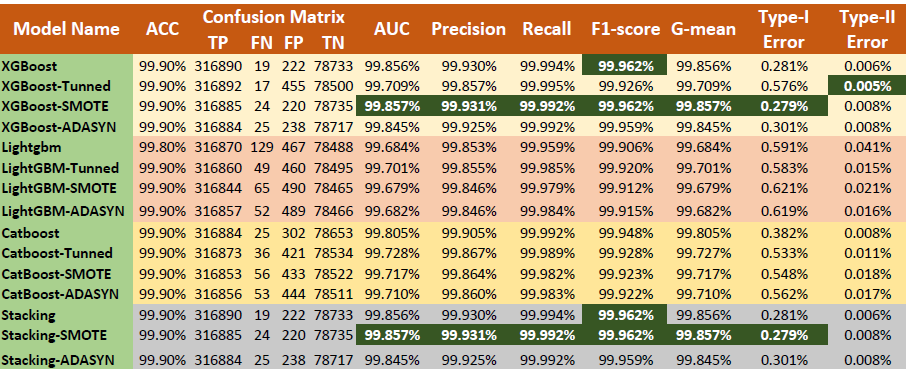 Model Name ACC Confusion Matrix AUC Precision Recall F1-score G-mean Type-I Error Type-II Error
TP FN FP TN
XGBoost 99.90% 316890 19 222 78733 99.856% 99.930% 99.994% 99.962% 99.856% 0.281% 0.006%
XGBoost-Tunned 99.90% 316892 17 455 78500 99.709% 99.857% 99.995% 99.926% 99.709% 0.576% 0.005%
XGBoost-SMOTE 99.90% 316885 24 220 78735 99.857% 99.931% 99.992% 99.962% 99.857% 0.279% 0.008%
XGBoost-ADASYN 99.90% 316884 25 238 78717 99.845% 99.925% 99.992% 99.959% 99.845% 0.301% 0.008%
Lightgbm 99.80% 316870 129 467 78488 99.684% 99.853% 99.959% 99.906% 99.684% 0.591% 0.041%
LightGBM-Tunned 99.90% 316860 49 460 78495 99.701% 99.855% 99.985% 99.920% 99.701% 0.583% 0.015%
LightGBM-SMOTE 99.90% 316844 65 490 78465 99.679% 99.846% 99.979% 99.912% 99.679% 0.621% 0.021%
LightGBM-ADASYN 99.90% 316857 52 489 78466 99.682% 99.846% 99.984% 99.915% 99.682% 0.619% 0.016%
Catboost 99.90% 316884 25 302 78653 99.805% 99.905% 99.992% 99.948% 99.805% 0.382% 0.008%
Catboost-Tunned 99.90% 316873 36 421 78534 99.728% 99.867% 99.989% 99.928% 99.727% 0.533% 0.011%
CatBoost-SMOTE 99.90% 316853 56 433 78522 99.717% 99.864% 99.982% 99.923% 99.717% 0.548% 0.018%
CatBoost-ADASYN 99.90% 316856 53 444 78511 99.710% 99.860% 99.983% 99.922% 99.710% 0.562% 0.017%
Stacking 99.90% 316890 19 222 78733 99.856% 99.930% 99.994% 99.962% 99.856% 0.281% 0.006%
Stacking-SMOTE 99.90% 316885 24 220 78735 99.857% 99.931% 99.992% 99.962% 99.857% 0.279% 0.008%
Stacking-ADASYN 99.90% 316884 25 238 78717 99.845% 99.925% 99.992% 99.959% 99.845% 0.301% 0.008%